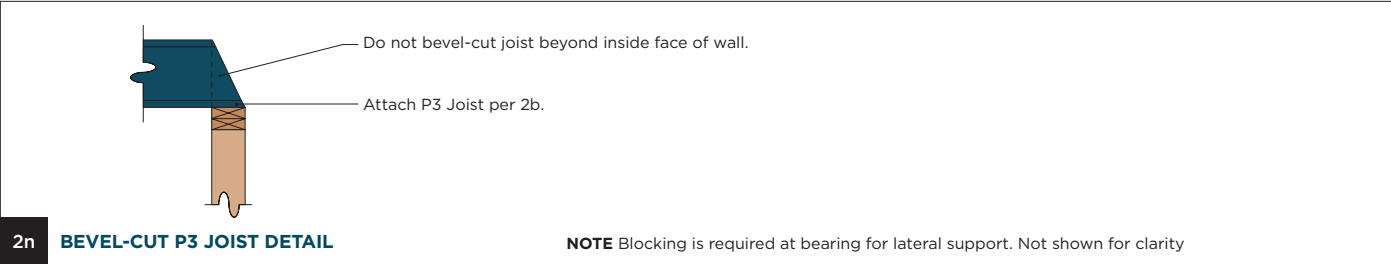 Do not bevel-cut joist beyond inside face of wall.
Attach P3 Joist per 2b.
2n BEVEL-CUT P3 JOIST DETAIL
NOTE Blocking is required at bearing for lateral support. Not shown for clarity